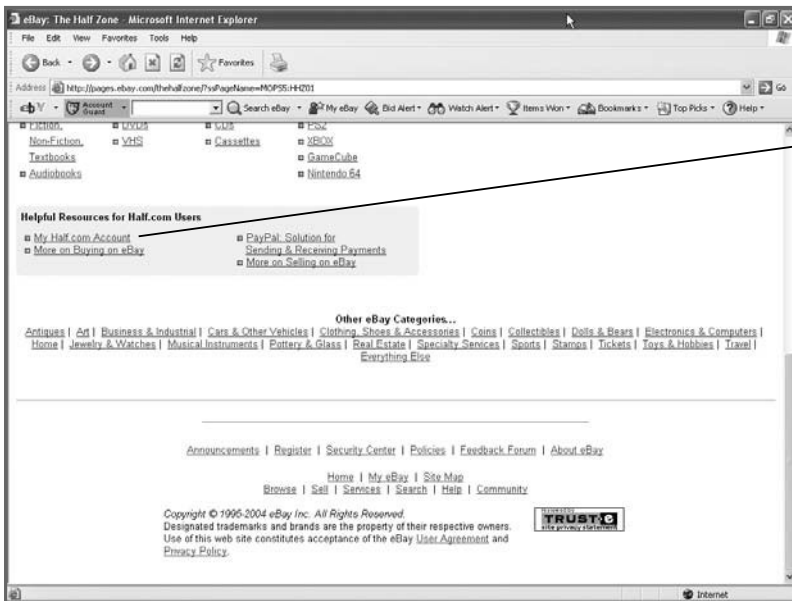 eBay: The Half Zone - Microsoft Internet Explorer
File Edit View Favorites Tools Help
Back Favorites
Address http://pages.ebay.com/thehalfzone/?ssPageName=MOPS5:HHZ01 Go
ebY Account Guard Search eBay My eBay Bid Alert Watch Alert Items Won Bookmarks Top Picks Help
Fiction, DVDs CDs PS2
Non-Fiction, VHS Cassettes XBOX
Textbooks GameCube
Audiobooks Nintendo 64
Helpful Resources for Half.com Users
My Half.com Account PayPal: Solution for
More on Buying on eBay Sending & Receiving Payments
More on Selling on eBay
Other eBay Categories...
Antiques | Art | Business & Industrial | Cars & Other Vehicles | Clothing, Shoes & Accessories | Coins | Collectibles | Dolls & Bears | Electronics & Computers |
Home | Jewelry & Watches | Musical Instruments | Pottery & Glass | Real Estate | Specialty Services | Sports | Stamps | Tickets | Toys & Hobbies | Travel |
Everything Else
Announcements | Register | Security Center | Policies | Feedback Forum | About eBay
Home | My eBay | Site Map
Browse | Sell | Services | Search | Help | Community
Copyright © 1995-2004 eBay Inc. All Rights Reserved.
Designated trademarks and brands are the property of their respective owners.
Use of this web site constitutes acceptance of the eBay User Agreement and
Privacy Policy.
TRUSTe
site privacy statement
Internet